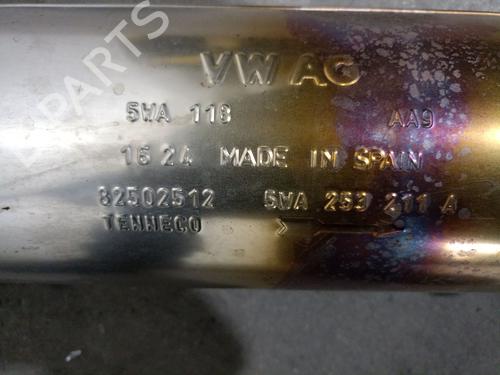 VW AG
5WA 118 AA9
16 24 MADE IN SPAIN
82502512 5WA 253 211 A
TENNECO >